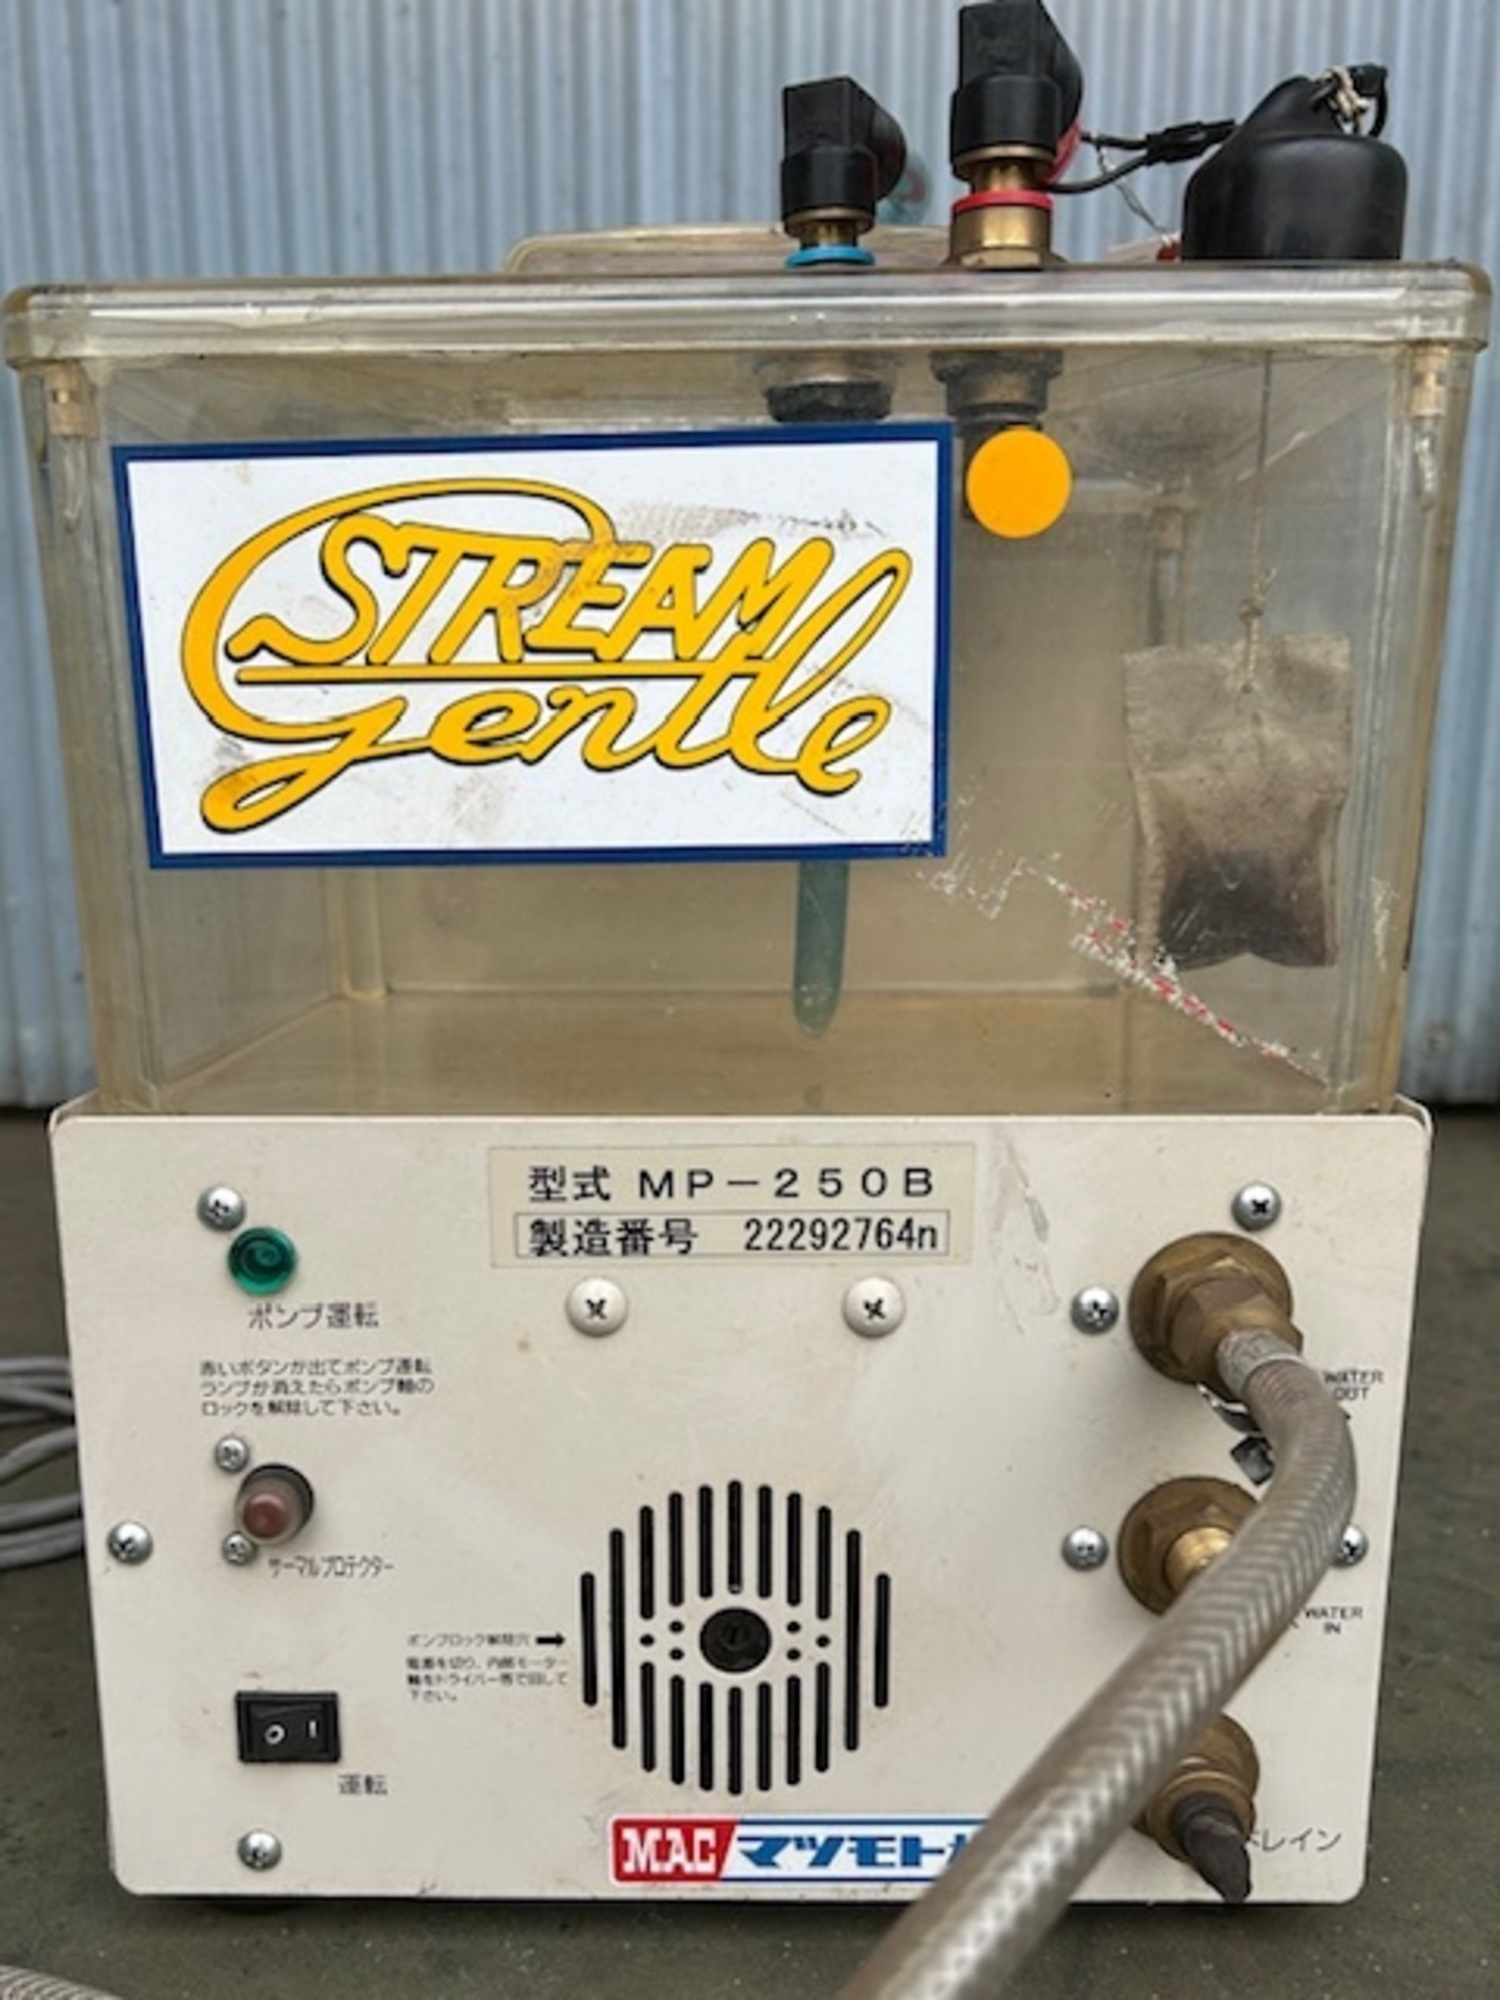 STREAM
Gentle
型式 MP－250B
製造番号 22292764n
ポンプ運転
赤いボタンが出てポンプ運転
ランプが消えたらポンプ軸の
ロックを解除して下さい。
サーマルプロテクター
ポンプロック解除穴 ➡
電源を切り、内部モーター
軸をドライバー等で回して
下さい。
O I
運転
WATER
OUT
WATER
IN
MAC マツモト
レイン